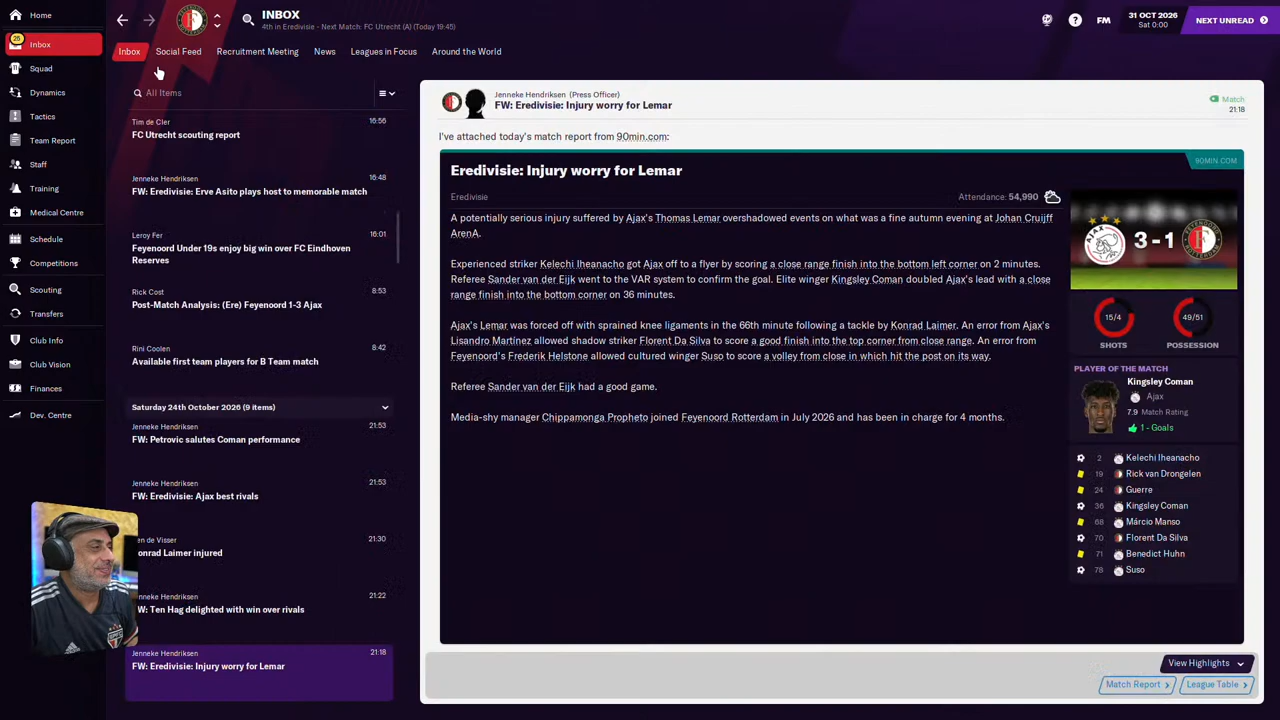 Home
25
Inbox
Squad
Dynamics
Tactics
Team Report
Staff
Training
Medical Centre
Schedule
Competitions
Scouting
Transfers
Club Info
Club Vision
Finances
Dev. Centre
INBOX
4th in Eredivisie - Next Match: FC Utrecht (A) (Today 19:45)
?
FM
31 OCT 2026
Sat 0:00
NEXT UNREAD
Inbox
Social Feed
Recruitment Meeting
News
Leagues in Focus
Around the World
All Items
Tim de Cler
16:56
FC Utrecht scouting report
Jenneke Hendriksen
16:48
FW: Eredivisie: Erve Asito plays host to memorable match
Leroy Fer
16:01
Feyenoord Under 19s enjoy big win over FC Eindhoven
Reserves
Rick Cost
8:53
Post-Match Analysis: (Ere) Feyenoord 1-3 Ajax
Rini Coolen
8:42
Available first team players for B Team match
Saturday 24th October 2026 (9 items)
Jenneke Hendriksen
21:53
FW: Petrovic salutes Coman performance
Jenneke Hendriksen
21:53
FW: Eredivisie: Ajax best rivals
de Visser
21:30
onrad Laimer injured
Jenneke Hendriksen
21:22
W: Ten Hag delighted with win over rivals
Jenneke Hendriksen
21:18
FW: Eredivisie: Injury worry for Lemar
Jenneke Hendriksen (Press Officer)
FW: Eredivisie: Injury worry for Lemar
Match
21:18
I've attached today's match report from 90min.com:
Eredivisie: Injury worry for Lemar
90MIN.COM
Eredivisie
Attendance: 54,990
A potentially serious injury suffered by Ajax's Thomas Lemar overshadowed events on what was a fine autumn evening at Johan Cruijff
ArenA.
Experienced striker Kelechi Iheanacho got Ajax off to a flyer by scoring a close range finish into the bottom left corner on 2 minutes.
Referee Sander van der Eijk went to the VAR system to confirm the goal. Elite winger Kingsley Coman doubled Ajax's lead with a close
range finish into the bottom corner on 36 minutes.
Ajax's Lemar was forced off with sprained knee ligaments in the 66th minute following a tackle by Konrad Laimer. An error from Ajax's
Lisandro Martínez allowed shadow striker Florent Da Silva to score a good finish into the top corner from close range. An error from
Feyenoord's Frederik Helstone allowed cultured winger Suso to score a volley from close in which hit the post on its way.
Referee Sander van der Eijk had a good game.
Media-shy manager Chippamonga Propheto joined Feyenoord Rotterdam in July 2026 and has been in charge for 4 months.
3 - 1
15/4
SHOTS
49/51
POSSESSION
PLAYER OF THE MATCH
Kingsley Coman
Ajax
7.9 Match Rating
1 - Goals
2 Kelechi Iheanacho
19 Rick van Drongelen
24 Guerre
36 Kingsley Coman
68 Márcio Manso
70 Florent Da Silva
71 Benedict Huhn
78 Suso
View Highlights
Match Report
League Table